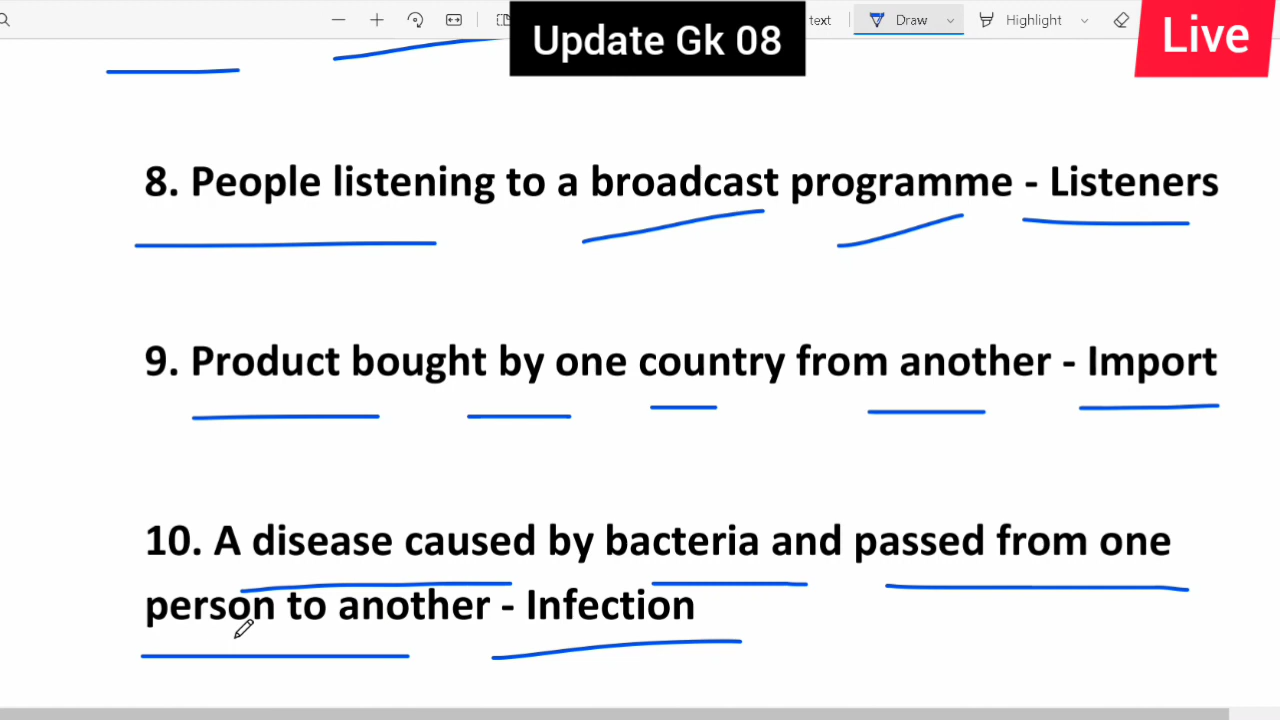 Update Gk 08
text
Draw
Highlight
Live
8. People listening to a broadcast programme - Listeners
9. Product bought by one country from another - Import
10. A disease caused by bacteria and passed from one
person to another - Infection